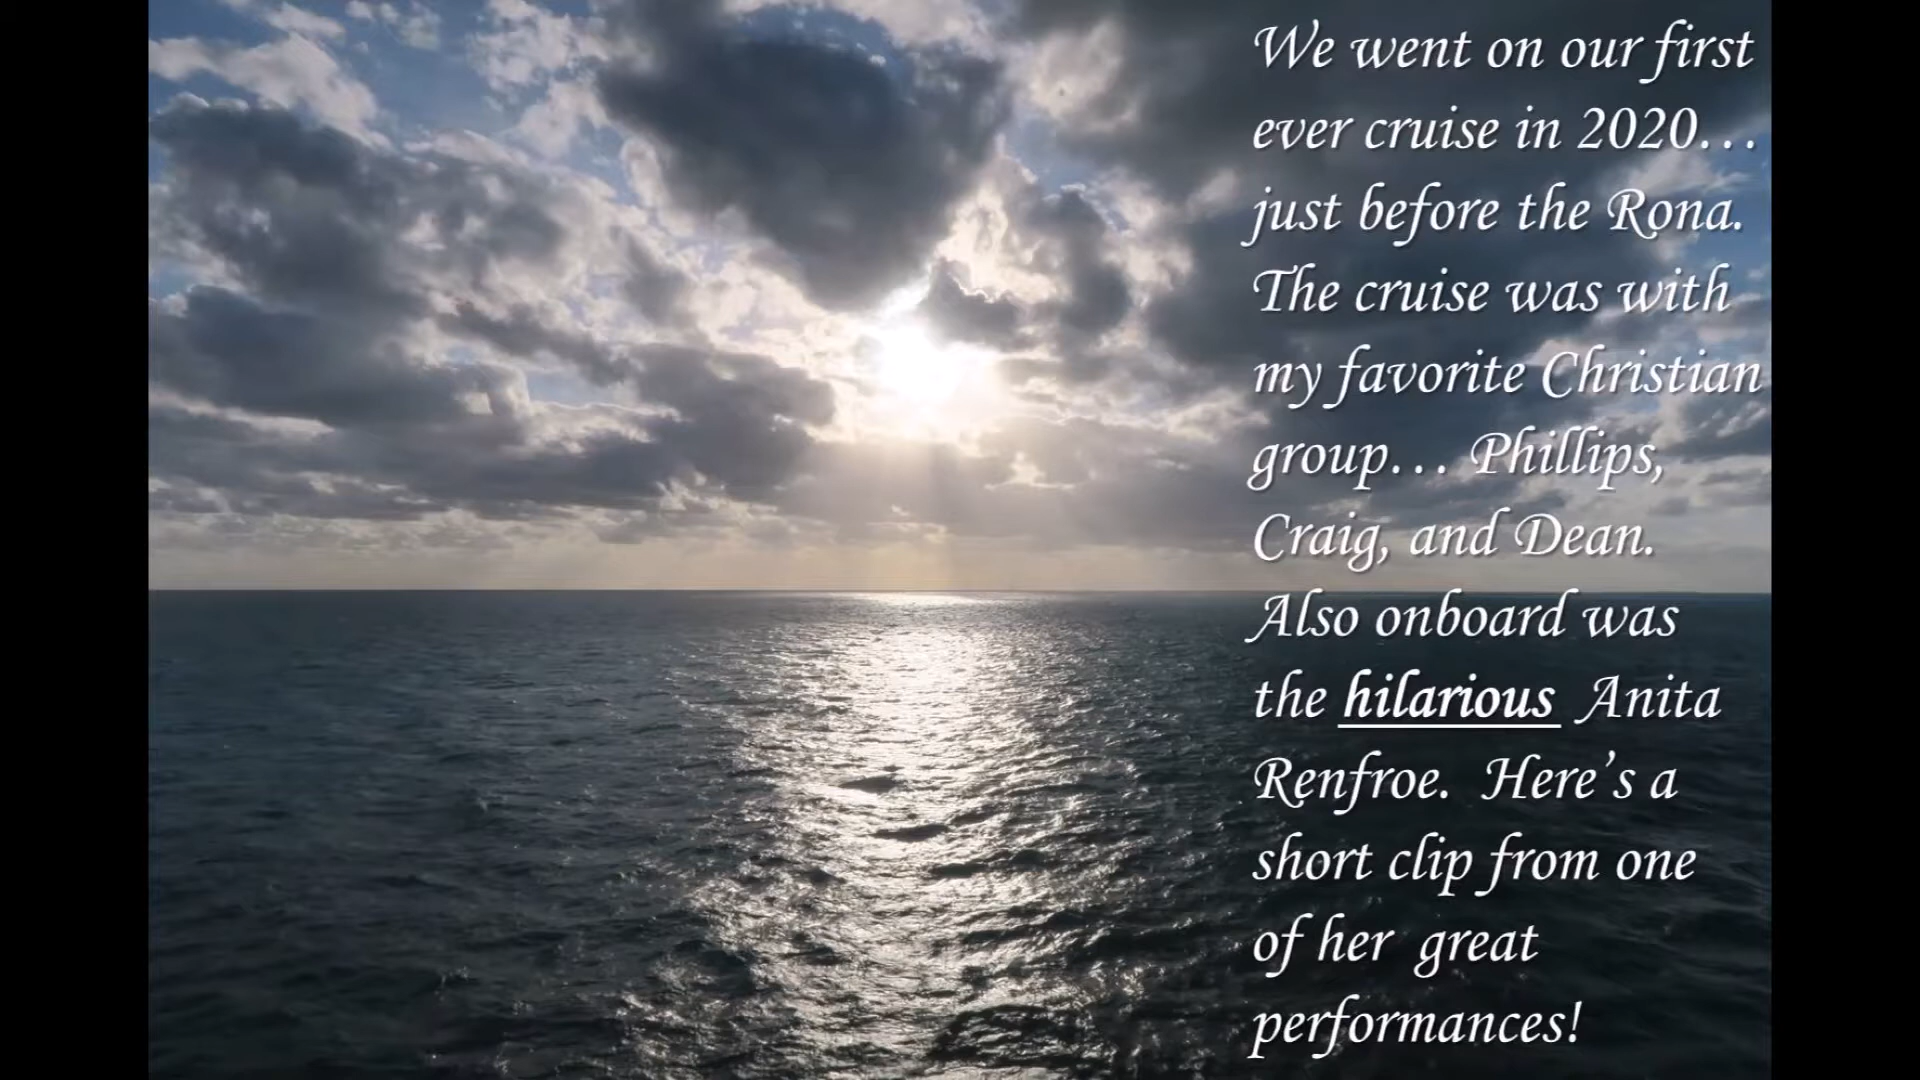 We went on our first
ever cruise in 2020…
just before the Rona.
The cruise was with
my favorite Christian
group… Phillips,
Craig, and Dean.
Also onboard was
the hilarious Anita
Renfroe. Here’s a
short clip from one
of her great
performances!